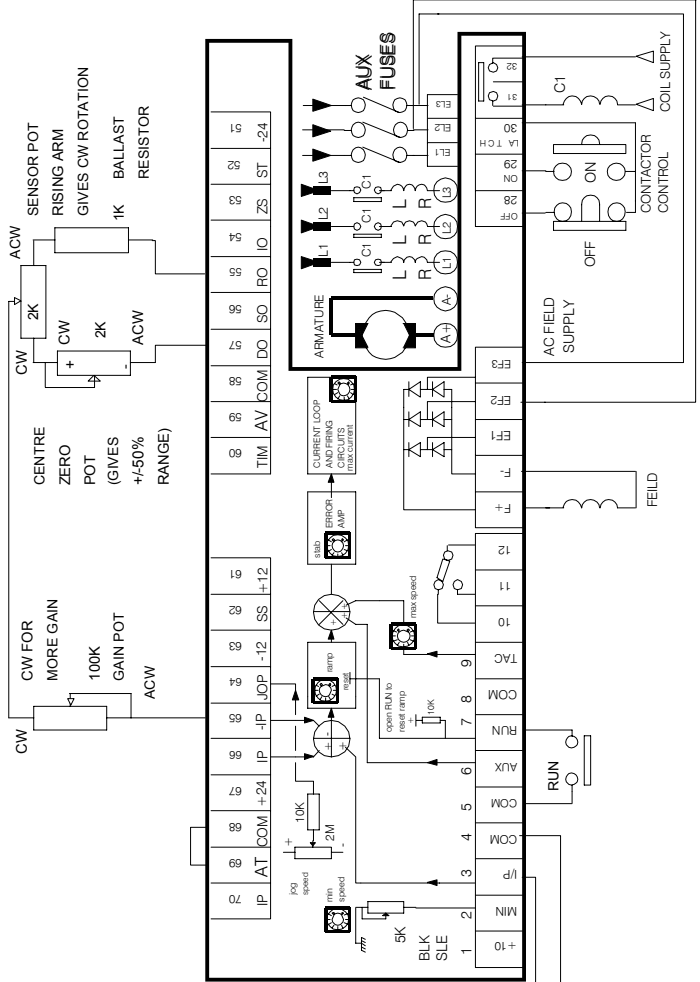 SENSOR POT
RISING ARM
GIVES CW ROTATION
1K BALLAST
RESISTOR
ACW
2K
CW
CW
+
2K
-
ACW
CENTRE
ZERO
POT
(GIVES
+/-50%
RANGE)
CW FOR
MORE GAIN
100K
GAIN POT
CW
ACW
51 -24
52 ST
53 ZS
54 IO
55 RO
56 SO
57 DO
58 COM
59 AV
60 TIM
61 +12
62 SS
63 -12
64 JOP
65 -IP
66 IP
67 +24
68 COM
69 AT
70 IP
AUX
FUSES
EL3
EL2
EL1
L3
L2
L1
C1
C1
C1
L R
L R
L R
L3
L2
L1
ARMATURE
A-
A+
CURRENT LOOP
AND FIRING
CIRCUITS
max current
stab
ERROR
AMP
max speed
ramp
reset
open RUN to
reset ramp
+
10K
10K
2M
+
-
jog
speed
min
speed
5K
BLK
SLE
+ + + +
- + +
32
31
30 LATCH
29 ON
28 OFF
C1
COIL SUPPLY
ON
OFF
CONTACTOR
CONTROL
AC FIELD
SUPPLY
EF3
EF2
EF1
F-
F+
FEILD
12
11
10
9 TAC
8 COM
7 RUN
6 AUX
5 COM
4 COM
3 I/P
2 MIN
1 +10
RUN